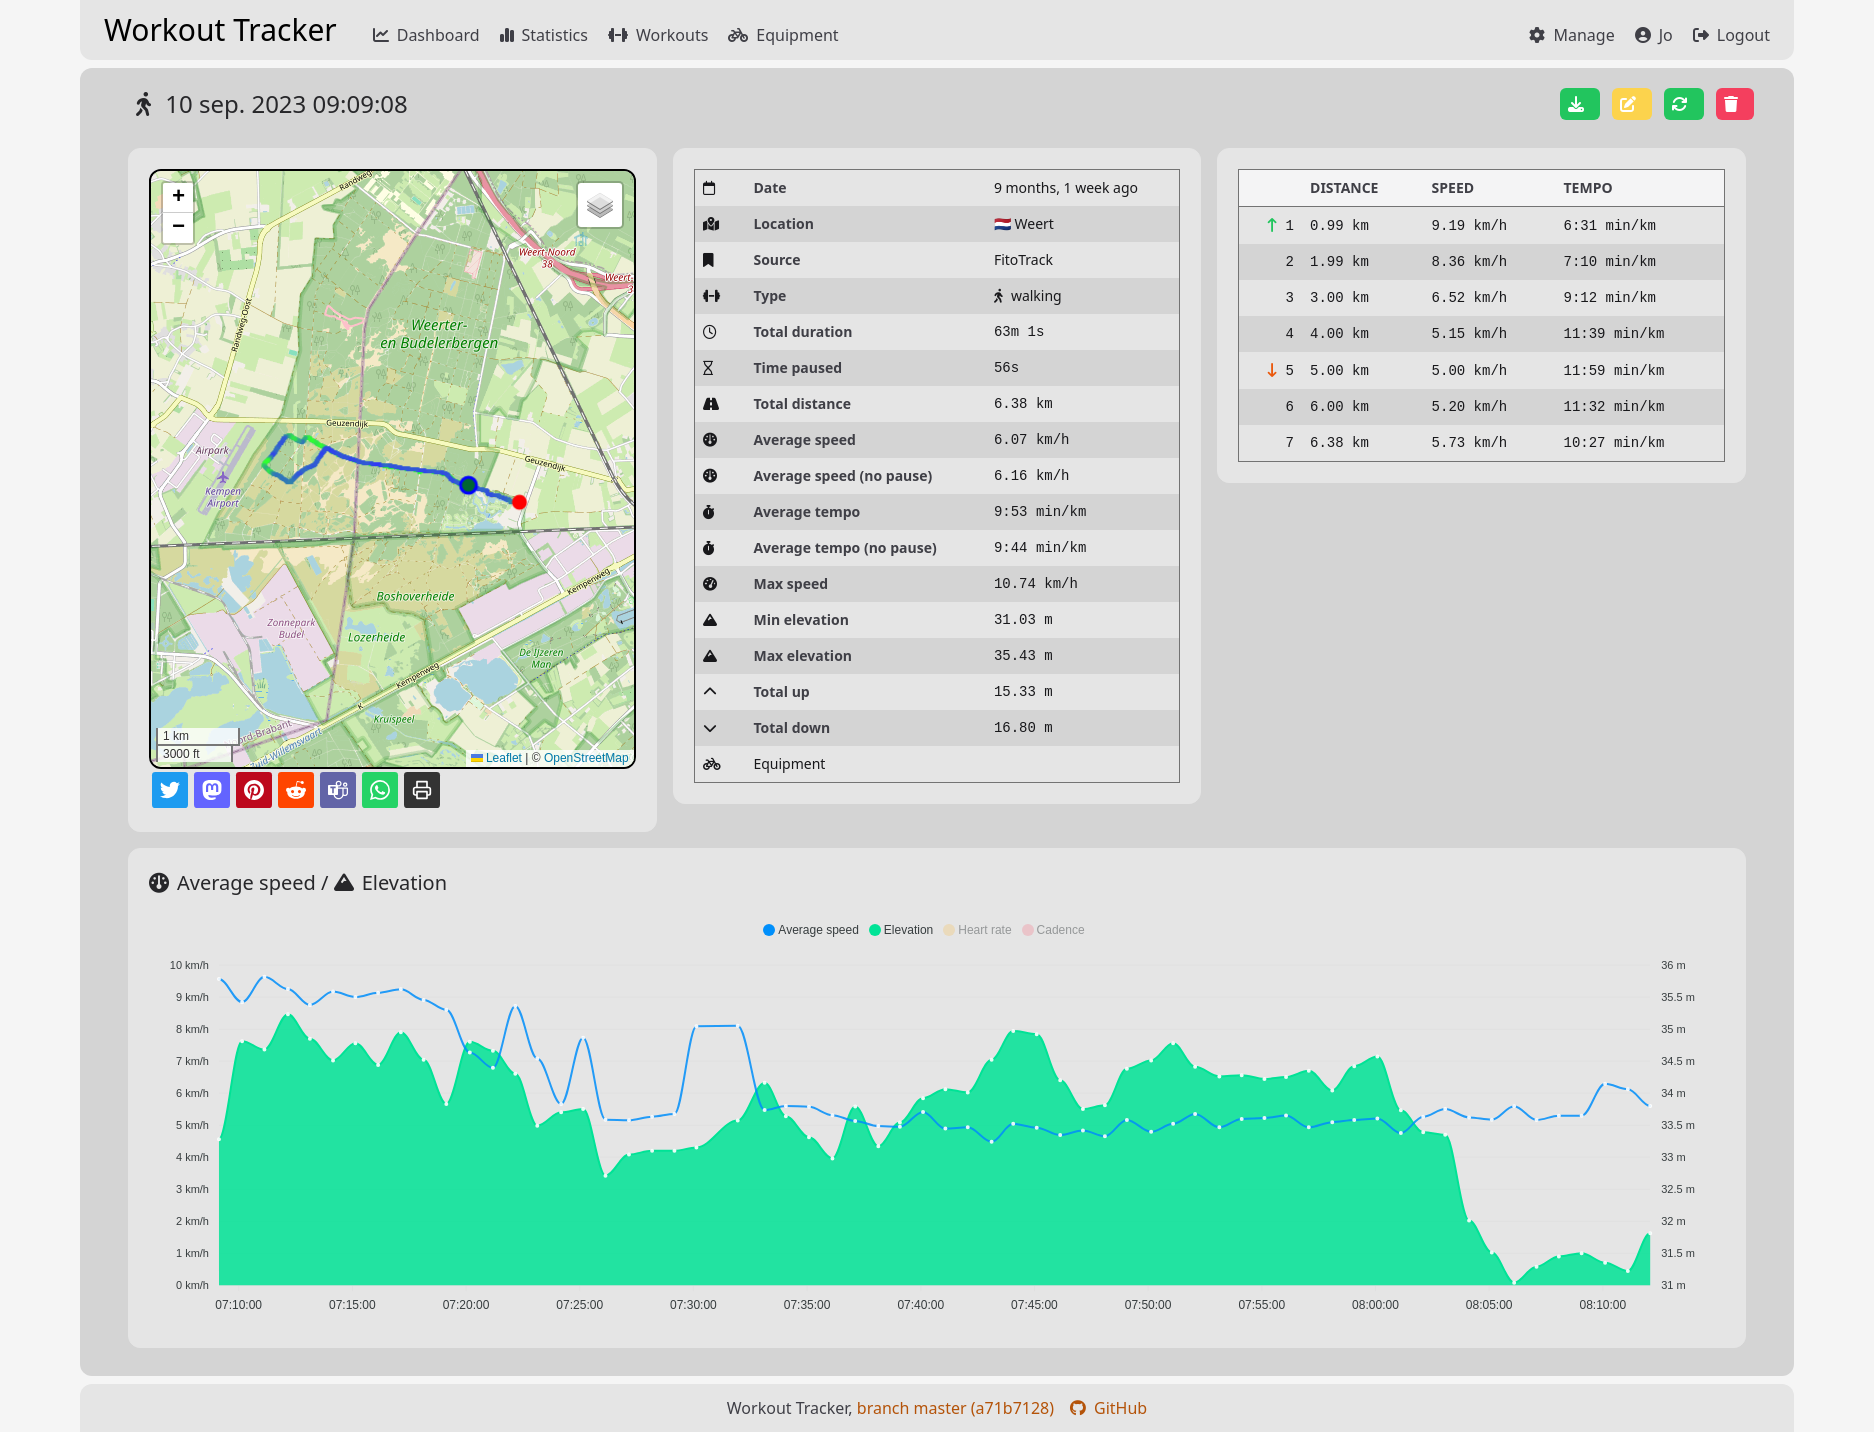 Workout Tracker Dashboard Statistics Workouts Equipment Manage Jo Logout
10 sep. 2023 09:09:08
+
−
Randweg
Weert-Noord
38
Weert-
3
Randweg-Oost
Weerter-
en Budelerbergen
Geuzendijk
Geuzendijk
Airpark
Kempen
Airport
Kempenweg
Boshoverheide
Zonnepark
Budel
Lozerheide
De IJzeren
Man
Kempenweg
K
Kruispeel
ord-Brabant
Zuid-Willemsvaart
1 km
3000 ft
Leaflet | © OpenStreetMap
Date 9 months, 1 week ago
Location Weert
Source FitoTrack
Type walking
Total duration 63m 1s
Time paused 56s
Total distance 6.38 km
Average speed 6.07 km/h
Average speed (no pause) 6.16 km/h
Average tempo 9:53 min/km
Average tempo (no pause) 9:44 min/km
Max speed 10.74 km/h
Min elevation 31.03 m
Max elevation 35.43 m
Total up 15.33 m
Total down 16.80 m
Equipment
DISTANCE SPEED TEMPO
↑ 1 0.99 km 9.19 km/h 6:31 min/km
2 1.99 km 8.36 km/h 7:10 min/km
3 3.00 km 6.52 km/h 9:12 min/km
4 4.00 km 5.15 km/h 11:39 min/km
↓ 5 5.00 km 5.00 km/h 11:59 min/km
6 6.00 km 5.20 km/h 11:32 min/km
7 6.38 km 5.73 km/h 10:27 min/km
Average speed / Elevation
Average speed Elevation Heart rate Cadence
10 km/h 36 m
9 km/h 35.5 m
8 km/h 35 m
7 km/h 34.5 m
6 km/h 34 m
5 km/h 33.5 m
4 km/h 33 m
3 km/h 32.5 m
2 km/h 32 m
1 km/h 31.5 m
0 km/h 31 m
07:10:00 07:15:00 07:20:00 07:25:00 07:30:00 07:35:00 07:40:00 07:45:00 07:50:00 07:55:00 08:00:00 08:05:00 08:10:00
Workout Tracker, branch master (a71b7128) GitHub